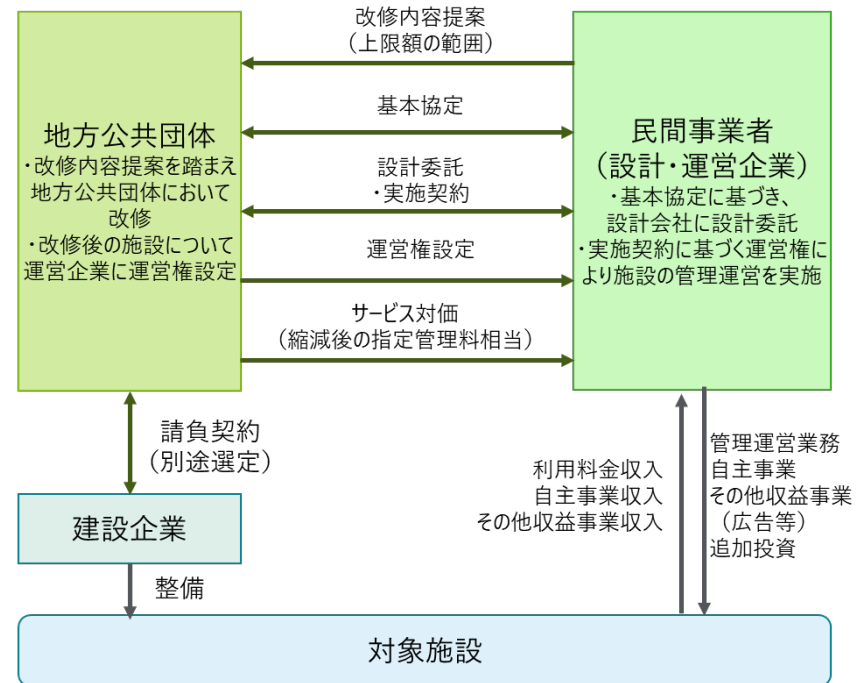 改修内容提案
（上限額の範囲）
基本協定
設計委託
・実施契約
運営権設定
サービス対価
（縮減後の指定管理料相当）
地方公共団体
・改修内容提案を踏まえ
地方公共団体において
改修
・改修後の施設について
運営企業に運営権設定
民間事業者
（設計・運営企業）
・基本協定に基づき、
設計会社に設計委託
・実施契約に基づく運営権に
より施設の管理運営を実施
請負契約
（別途選定）
建設企業
整備
利用料金収入
自主事業収入
その他収益事業収入
管理運営業務
自主事業
その他収益事業
（広告等）
追加投資
対象施設